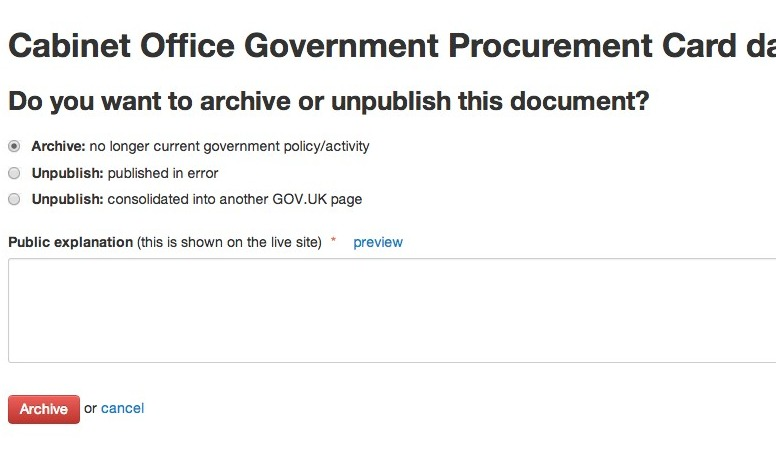 Cabinet Office Government Procurement Card da
Do you want to archive or unpublish this document?
Archive: no longer current government policy/activity
Unpublish: published in error
Unpublish: consolidated into another GOV.UK page
Public explanation (this is shown on the live site) * preview
Archive or cancel